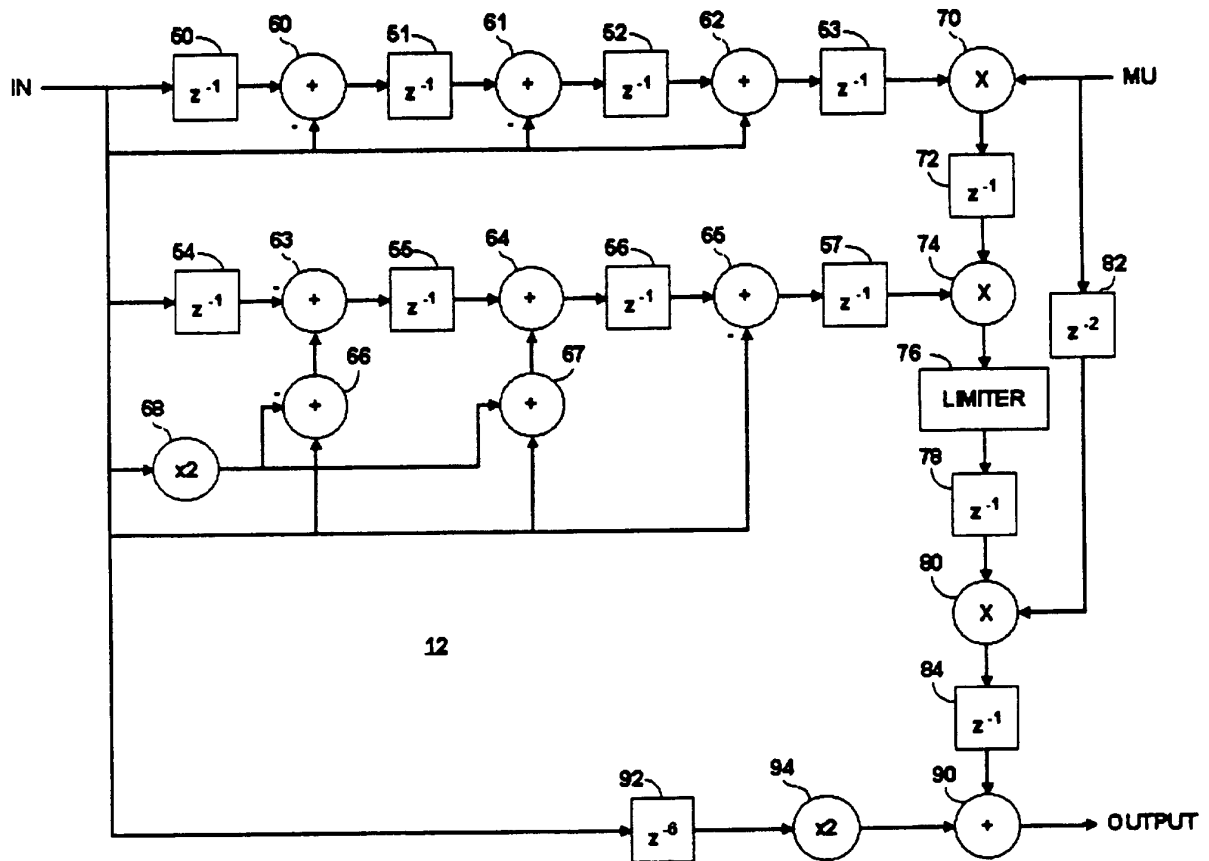 50 60 51 61 52 62 53 70
IN z⁻¹ + z⁻¹ + z⁻¹ + z⁻¹ X MU
- -
72
z⁻¹
54 63 55 64 56 65 57 74 82
z⁻¹ - + z⁻¹ + z⁻¹ + z⁻¹ X
-
z⁻²
66 67 76
- + + LIMITER
68
x2
78
z⁻¹
80
X
12
84
z⁻¹
92 94 90
z⁻⁶ x2 + OUTPUT